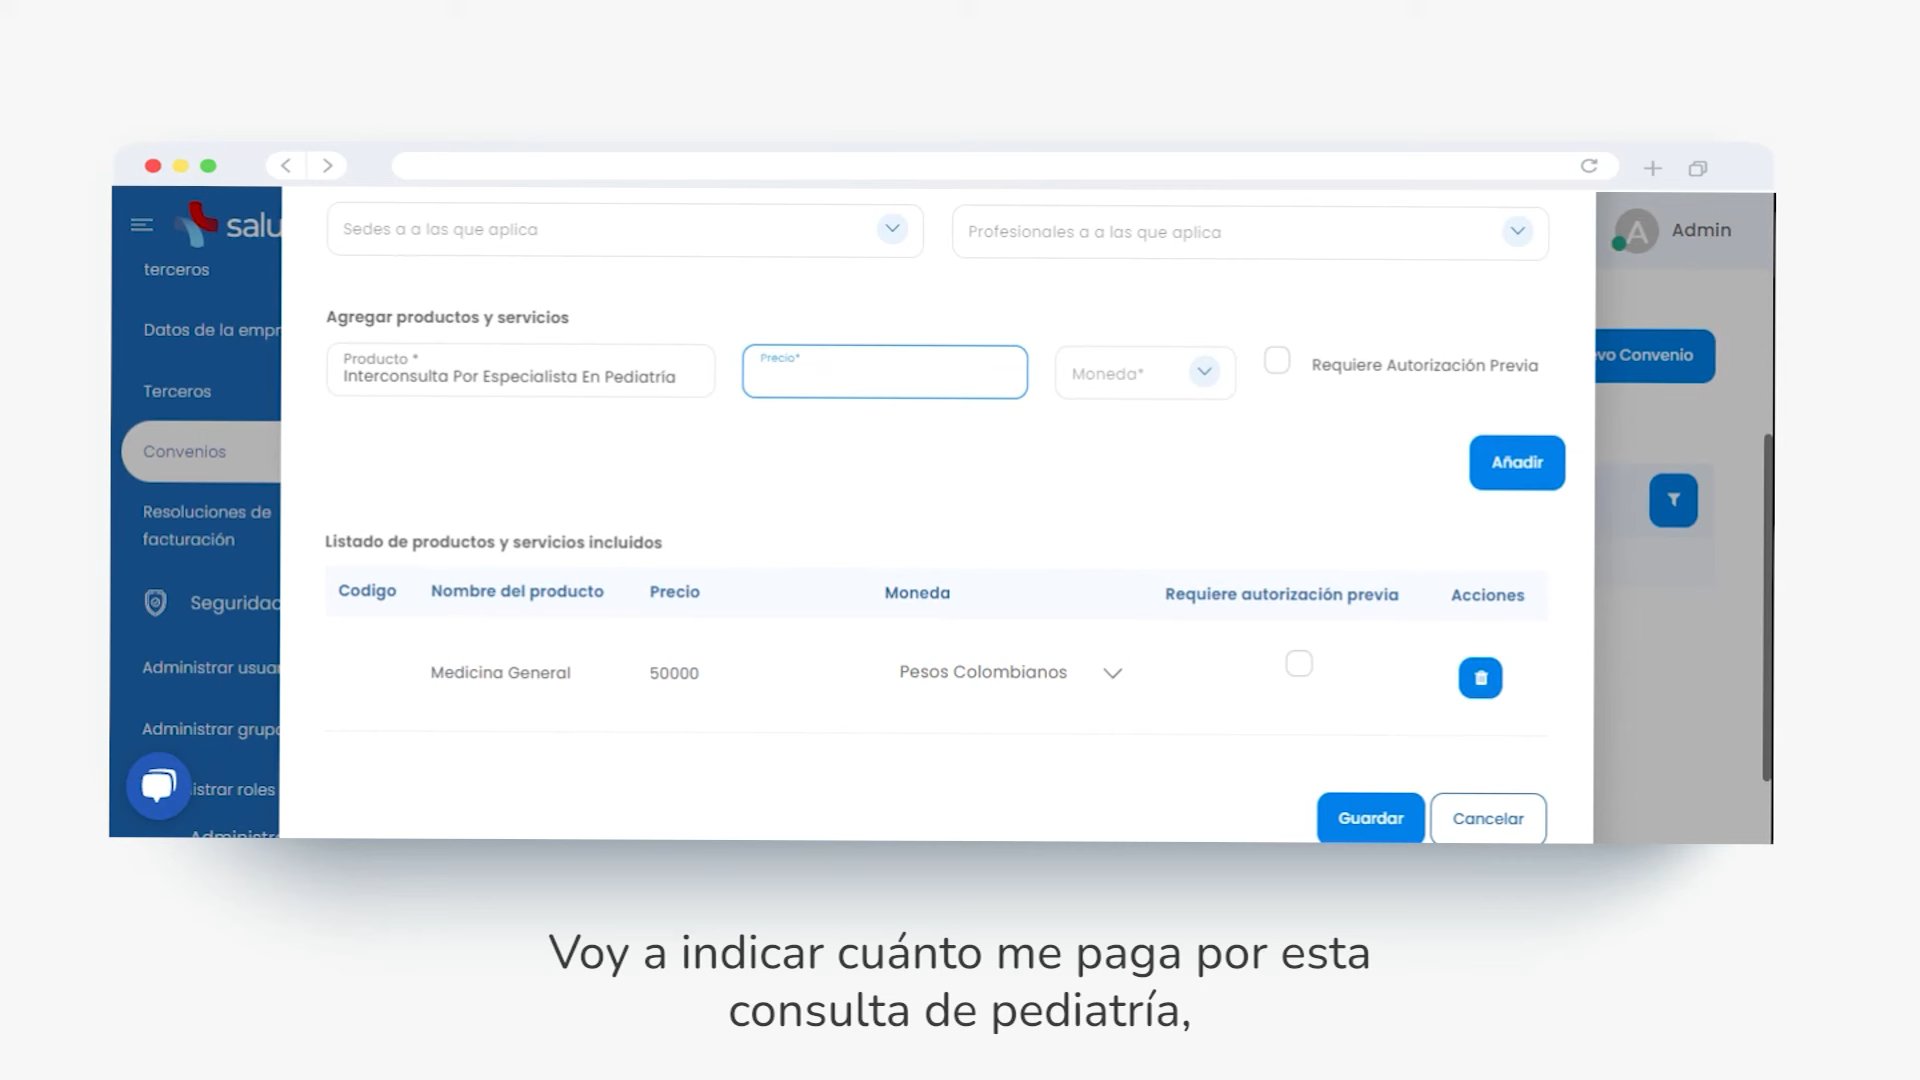 salu
A
Admin
terceros
Datos de la empr
Terceros
Convenios
Resoluciones de
facturación
Seguridad
Administrar usuar
Administrar grupo
istrar roles
Administra
Sedes a a las que aplica
Profesionales a a las que aplica
Agregar productos y servicios
Producto *
Interconsulta Por Especialista En Pediatría
Precio*
Moneda*
Requiere Autorización Previa
vo Convenio
Añadir
Listado de productos y servicios incluidos
Codigo Nombre del producto Precio Moneda Requiere autorización previa Acciones
Medicina General 50000 Pesos Colombianos
Guardar
Cancelar
Voy a indicar cuánto me paga por esta
consulta de pediatría,